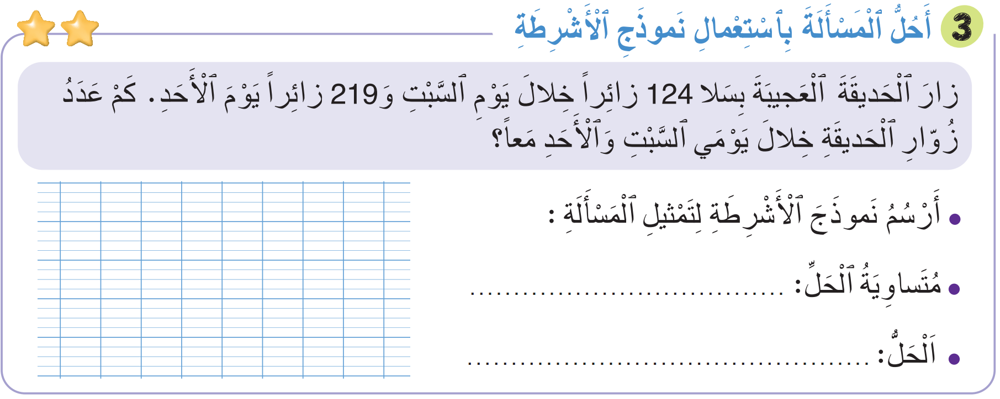 3 أَحُلُّ ٱلْمَسْأَلَةَ بِٱسْتِعْمالِ نَموذَجِ ٱلْأَشْرِطَةِ
زارَ ٱلْحَديقَةَ ٱلْعَجيبَةَ بِسَلا 124 زائِراً خِلالَ يَوْمِ ٱلسَّبْتِ وَ219 زائِراً يَوْمَ ٱلْأَحَدِ. كَمْ عَدَدُ
زُوّارِ ٱلْحَديقَةِ خِلالَ يَوْمَي ٱلسَّبْتِ وَٱلْأَحَدِ مَعاً؟
• أَرْسُمُ نَموذَجَ ٱلْأَشْرِطَةِ لِتَمْثيلِ ٱلْمَسْأَلَةِ :
• مُتَساوِيَةُ ٱلْحَلِّ: ....................................
• اَلْحَلُّ: ..............................................